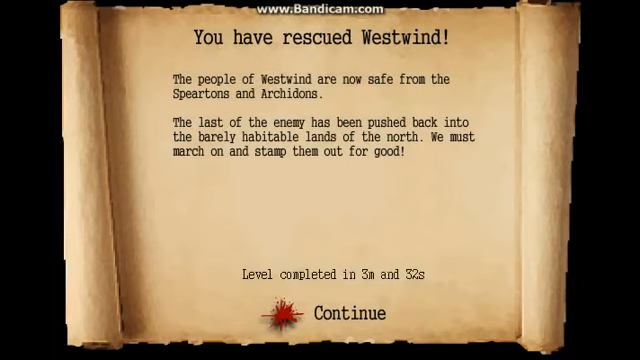 www.Bandicam.com
You have rescued Westwind!
The people of Westwind are now safe from the
Speartons and Archidons.
The last of the enemy has been pushed back into
the barely habitable lands of the north. We must
march on and stamp them out for good!
Level completed in 3m and 32s
Continue